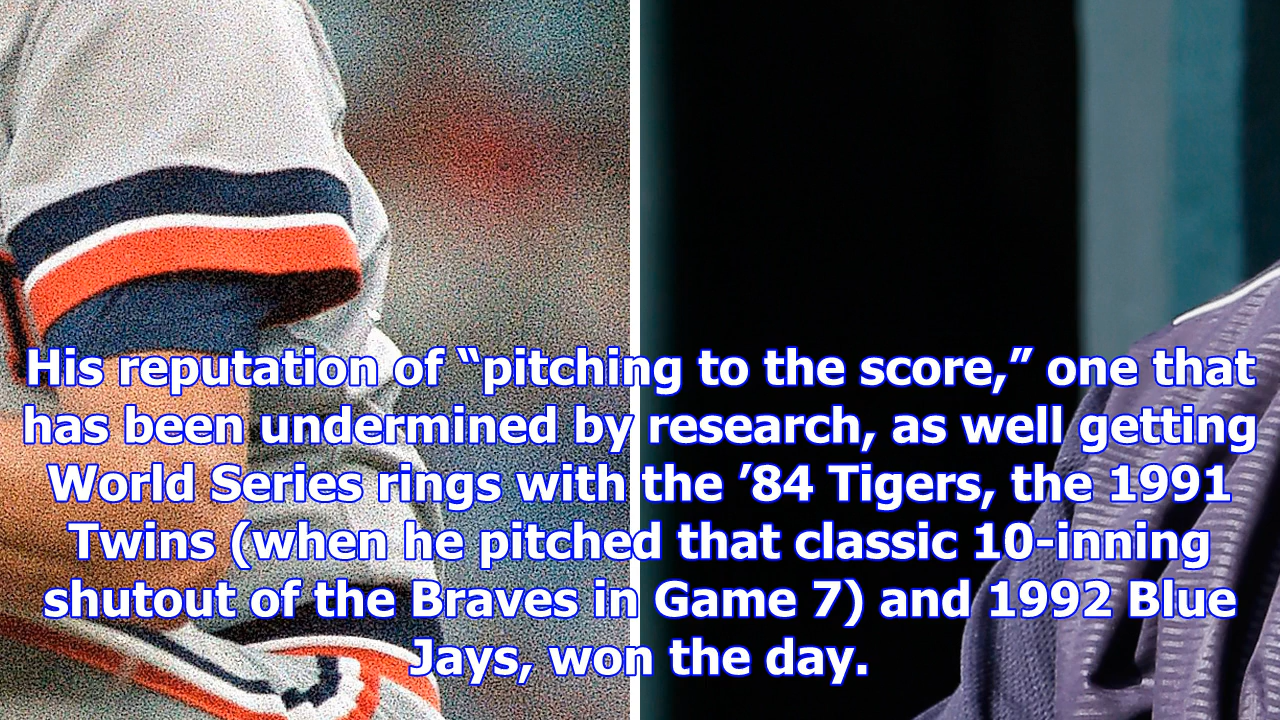 His reputation of “pitching to the score,” one that
has been undermined by research, as well getting
World Series rings with the ’84 Tigers, the 1991
Twins (when he pitched that classic 10-inning
shutout of the Braves in Game 7) and 1992 Blue
Jays, won the day.